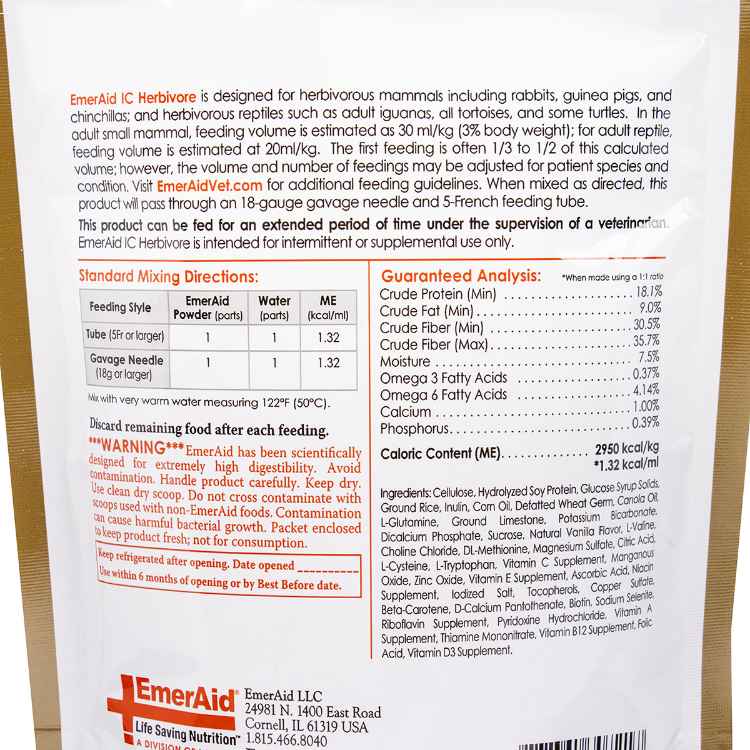 EmerAid IC Herbivore is designed for herbivorous mammals including rabbits, guinea pigs, and
chinchillas; and herbivorous reptiles such as adult iguanas, all tortoises, and some turtles. In the
adult small mammal, feeding volume is estimated as 30 ml/kg (3% body weight); for adult reptile,
feeding volume is estimated at 20ml/kg. The first feeding is often 1/3 to 1/2 of this calculated
volume; however, the volume and number of feedings may be adjusted for patient species and
condition. Visit EmerAidVet.com for additional feeding guidelines. When mixed as directed, this
product will pass through an 18-gauge gavage needle and 5-French feeding tube.
This product can be fed for an extended period of time under the supervision of a veterinarian.
EmerAid IC Herbivore is intended for intermittent or supplemental use only.
Standard Mixing Directions:
Feeding Style EmerAid Powder (parts) Water (parts) ME (kcal/ml)
Tube (5Fr or larger) 1 1 1.32
Gavage Needle (18g or larger) 1 1 1.32
Mix with very warm water measuring 122ºF (50ºC).
Discard remaining food after each feeding.
***WARNING*** EmerAid has been scientifically
designed for extremely high digestibility. Avoid
contamination. Handle product carefully. Keep dry.
Use clean dry scoop. Do not cross contaminate with
scoops used with non-EmerAid foods. Contamination
can cause harmful bacterial growth. Packet enclosed
to keep product fresh; not for consumption.
Keep refrigerated after opening. Date opened __________
Use within 6 months of opening or by Best Before date.
Guaranteed Analysis: *When made using a 1:1 ratio
Crude Protein (Min) .................... 18.1%
Crude Fat (Min) .................... 9.0%
Crude Fiber (Min) .................... 30.5%
Crude Fiber (Max) .................... 35.7%
Moisture .................... 7.5%
Omega 3 Fatty Acids .................... 0.37%
Omega 6 Fatty Acids .................... 4.14%
Calcium .................... 1.00%
Phosphorus .................... 0.39%
Caloric Content (ME) ............. 2950 kcal/kg
*1.32 kcal/ml
Ingredients: Cellulose, Hydrolyzed Soy Protein, Glucose Syrup Solids,
Ground Rice, Inulin, Corn Oil, Defatted Wheat Germ, Canola Oil,
L-Glutamine, Ground Limestone, Potassium Bicarbonate,
Dicalcium Phosphate, Sucrose, Natural Vanilla Flavor, L-Valine,
Choline Chloride, DL-Methionine, Magnesium Sulfate, Citric Acid,
L-Cysteine, L-Tryptophan, Vitamin C Supplement, Manganous
Oxide, Zinc Oxide, Vitamin E Supplement, Ascorbic Acid, Niacin
Supplement, Iodized Salt, Tocopherols, Copper Sulfate,
Beta-Carotene, D-Calcium Pantothenate, Biotin, Sodium Selenite,
Riboflavin Supplement, Pyridoxine Hydrochloride, Vitamin A
Supplement, Thiamine Mononitrate, Vitamin B12 Supplement, Folic
Acid, Vitamin D3 Supplement.
EmerAid®
Life Saving Nutrition™
A DIVISION
EmerAid LLC
24981 N. 1400 East Road
Cornell, IL 61319 USA
1.815.466.8040